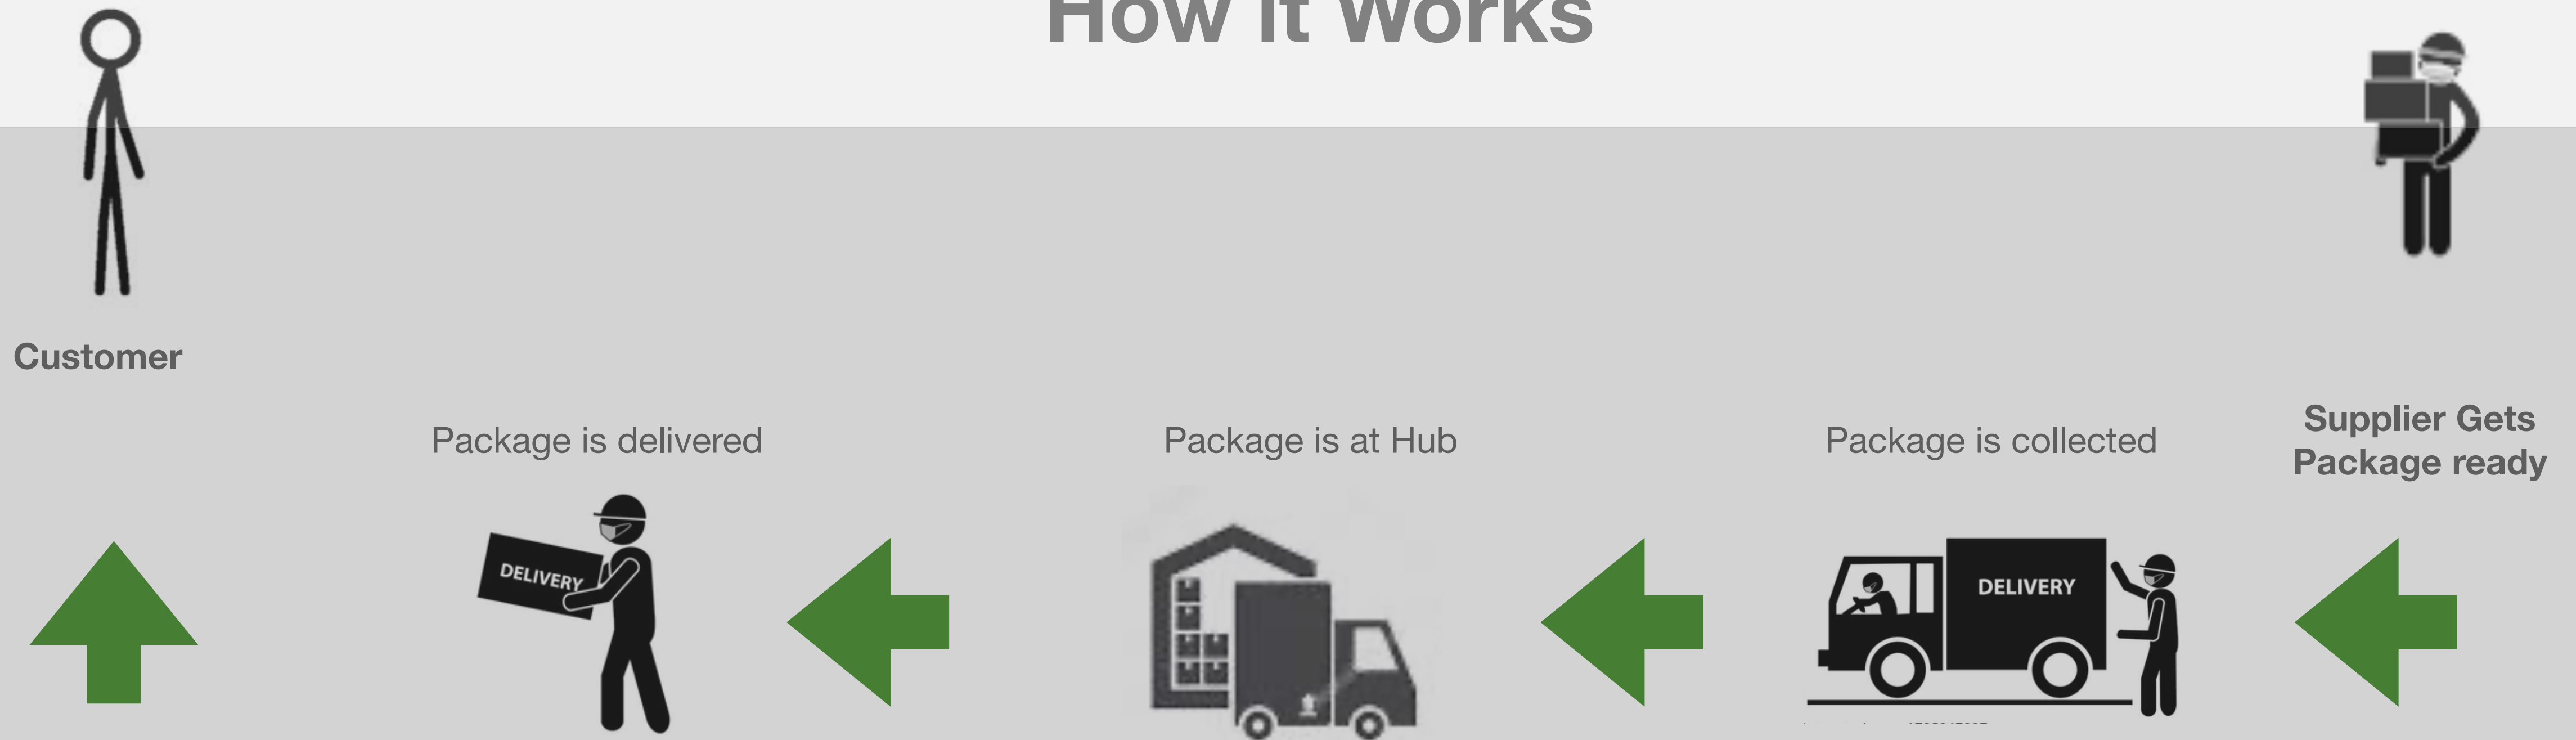 How it Works
Customer
Package is delivered
Package is at Hub
Package is collected
Supplier Gets
Package ready
DELIVERY
DELIVERY